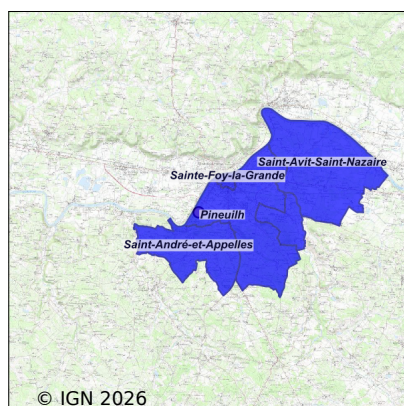 Saint-Avit-Saint-Nazaire
Sainte-Foy-la-Grande
Pineuilh
Saint-André-et-Appelles
© IGN 2026